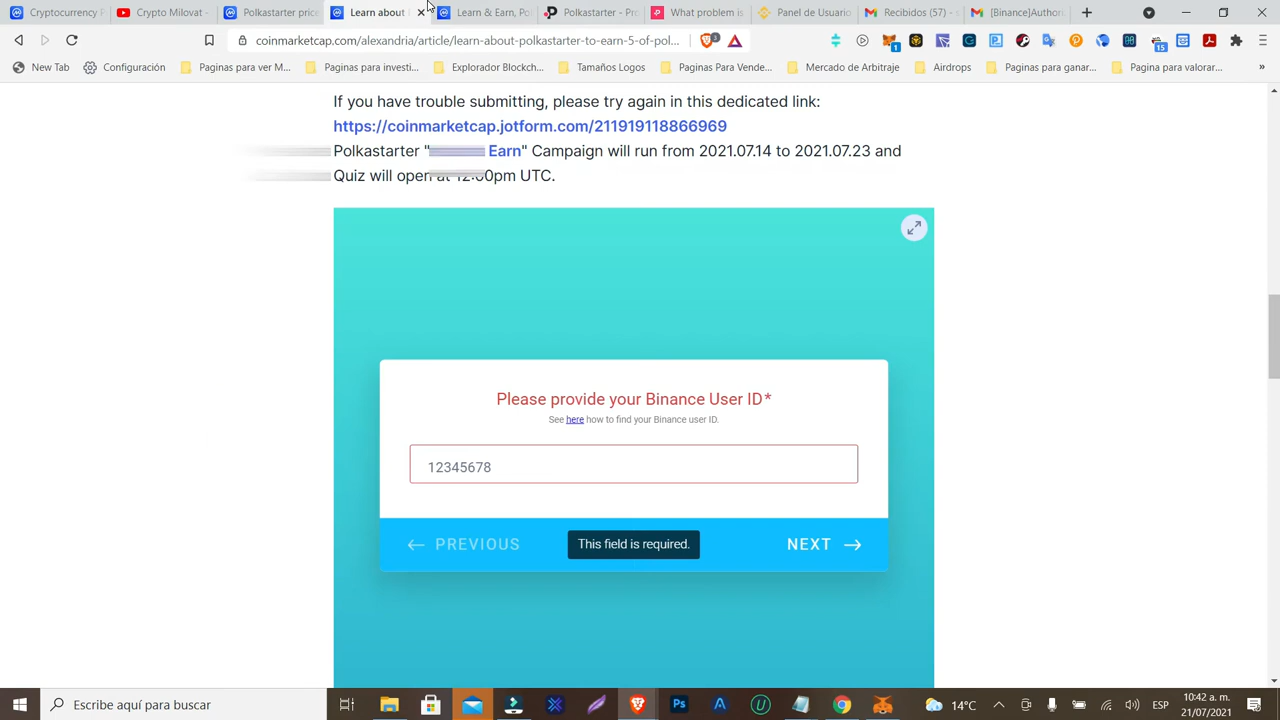 Cryptocurrency P
Crypto Milovat -
Polkastarter price
Learn about
Learn & Earn, Po
Polkastarter - Pro
What problem is
Panel de Usuario
Recibidos (57) -
[Binance]Authori
coinmarketcap.com/alexandria/article/learn-about-polkastarter-to-earn-5-of-pol...
New Tab
Configuración
Paginas para ver M...
Paginas para investi...
Explorador Blockch...
Tamaños Logos
Paginas Para Vende...
Mercado de Arbitraje
Airdrops
Paginas para ganar...
Pagina para valorar...
If you have trouble submitting, please try again in this dedicated link:
https://coinmarketcap.jotform.com/211919118866969
Polkastarter " Earn" Campaign will run from 2021.07.14 to 2021.07.23 and
Quiz will open at 12:00pm UTC.
Please provide your Binance User ID*
See here how to find your Binance user ID.
12345678
PREVIOUS
This field is required.
NEXT
Escribe aquí para buscar
14°C
ESP
10:42 a. m.
21/07/2021